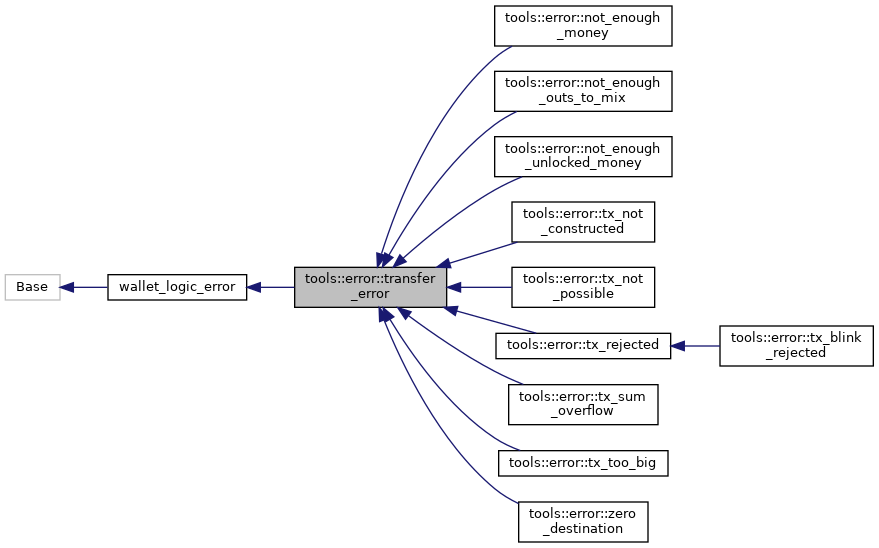 tools::error::not_enough
_money
tools::error::not_enough
_outs_to_mix
tools::error::not_enough
_unlocked_money
tools::error::tx_not
_constructed
Base
wallet_logic_error
tools::error::transfer
_error
tools::error::tx_not
_possible
tools::error::tx_rejected
tools::error::tx_blink
_rejected
tools::error::tx_sum
_overflow
tools::error::tx_too_big
tools::error::zero
_destination